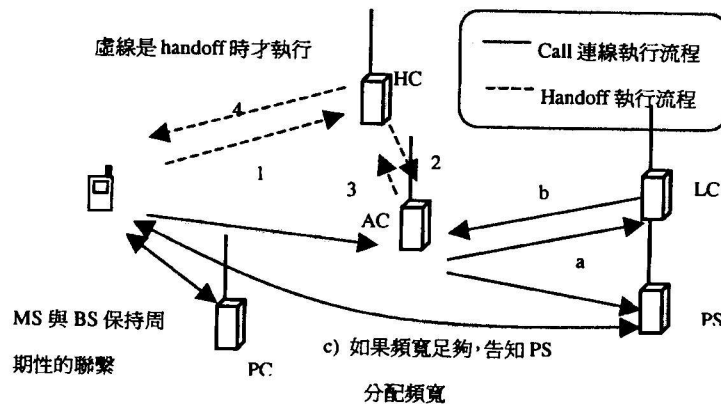 虛線是 handoff 時才執行
Call 連線執行流程
Handoff 執行流程
HC
4
1
2
3
AC
b
LC
a
PS
MS 與 BS 保持周
期性的聯繫
PC
c) 如果頻寬足夠，告知 PS
分配頻寬